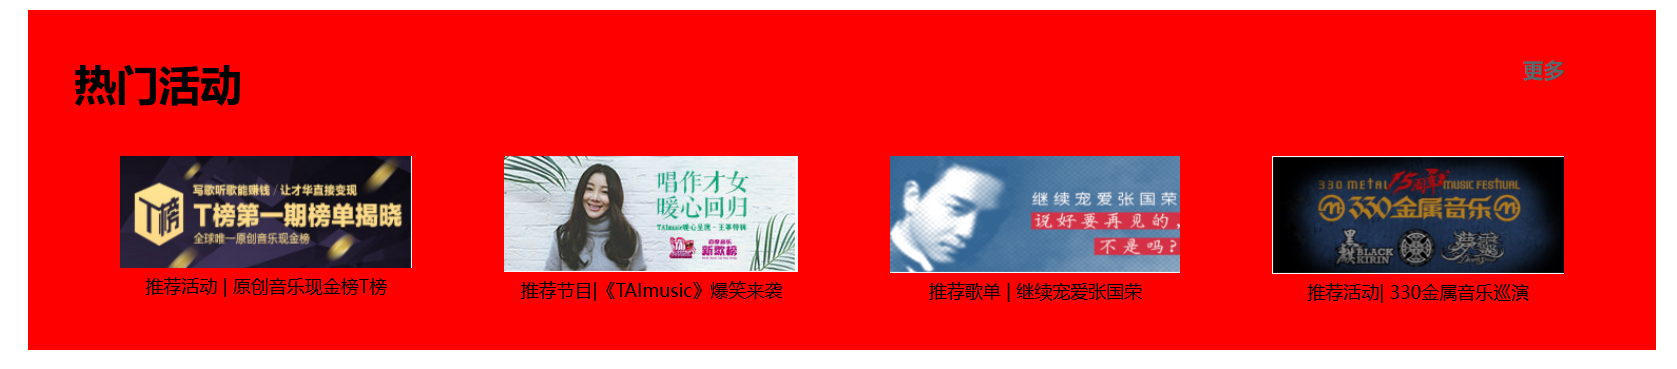 热门活动
更多
写歌听歌能赚钱 / 让才华直接变现
T榜第一期榜单揭晓
全球唯一原创音乐现金榜
T榜
推荐活动 | 原创音乐现金榜T榜
唱作才女
暖心回归
TAImusic暖心呈现·王筝特辑
百度音乐
新歌榜
推荐节目|《TAImusic》爆笑来袭
继续宠爱张国荣
说好要再见的,
不是吗?
推荐歌单 | 继续宠爱张国荣
330 METAL 15周年 MUSIC FESTIVAL
330金属音乐
黑麒
BLACK KIRIN
推荐活动| 330金属音乐巡演